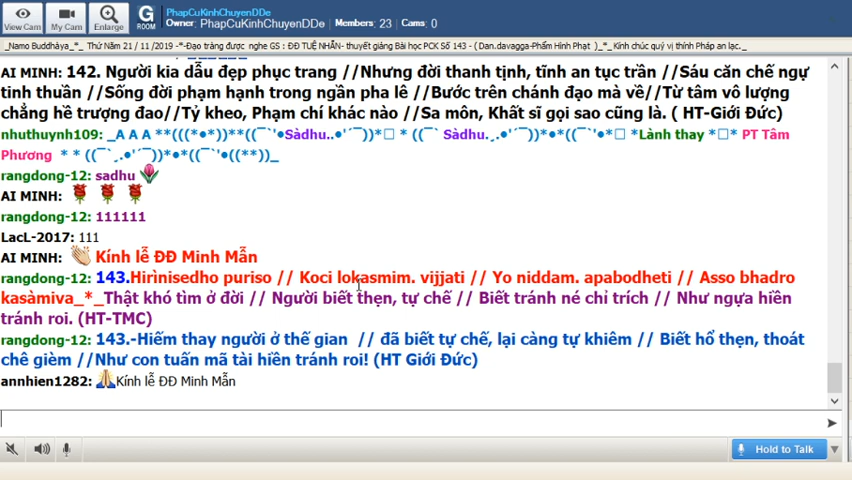 PhapCuKinhChuyenDDe
Owner: PhapCuKinhChuyenDDe Members: 23 Cams: 0
View Cam My Cam Enlarge G ROOM
_Namo Buddhàya_*_ Thứ Năm 21 / 11 /2019 -*-Đạo tràng được nghe GS : ĐĐ TUỆ NHẪN- thuyết giảng Bài học PCK Số 143 - ( Dan.davagga-Phẩm Hình Phạt )_*_ Kính chúc quý vị thính Pháp an lạc._
AI MINH: 142. Người kia dẫu đẹp phục trang //Nhưng đời thanh tịnh, tĩnh an tục trần //Sáu căn chế ngự
tinh thuần //Sống đời phạm hạnh trong ngần pha lê //Bước trên chánh đạo mà về//Từ tâm vô lượng
chẳng hề trượng đao//Tỷ kheo, Phạm chí khác nào //Sa môn, Khất sĩ gọi sao cũng là. ( HT-Giới Đức)
nhuthuynh109: _A A A **(((*●*))**((¯`'●Sàdhu..●'´¯))*□ * ((¯` Sàdhu.,.●'´¯))*●*((¯`'●*□ *Lành thay *□* PT Tâm
Phương * * ((¯`ˏ.●'´¯))*●*((¯`'●((**))_
rangdong-12: sadhu
AI MINH:
rangdong-12: 111111
LacL-2017: 111
AI MINH: Kính lễ ĐĐ Minh Mẫn
rangdong-12: 143.Hirìnisedho puriso // Koci lokasmim. vijjati // Yo niddam. apabodheti // Asso bhadro
kasàmiva_*_Thật khó tìm ở đời // Người biết thẹn, tự chế // Biết tránh né chỉ trích // Như ngựa hiền
tránh roi. (HT-TMC)
rangdong-12: 143.-Hiếm thay người ở thế gian // đã biết tự chế, lại càng tự khiêm // Biết hổ thẹn, thoát
chê gièm //Như con tuấn mã tài hiền tránh roi! (HT Giới Đức)
annhien1282: Kính lễ ĐĐ Minh Mẫn
Hold to Talk